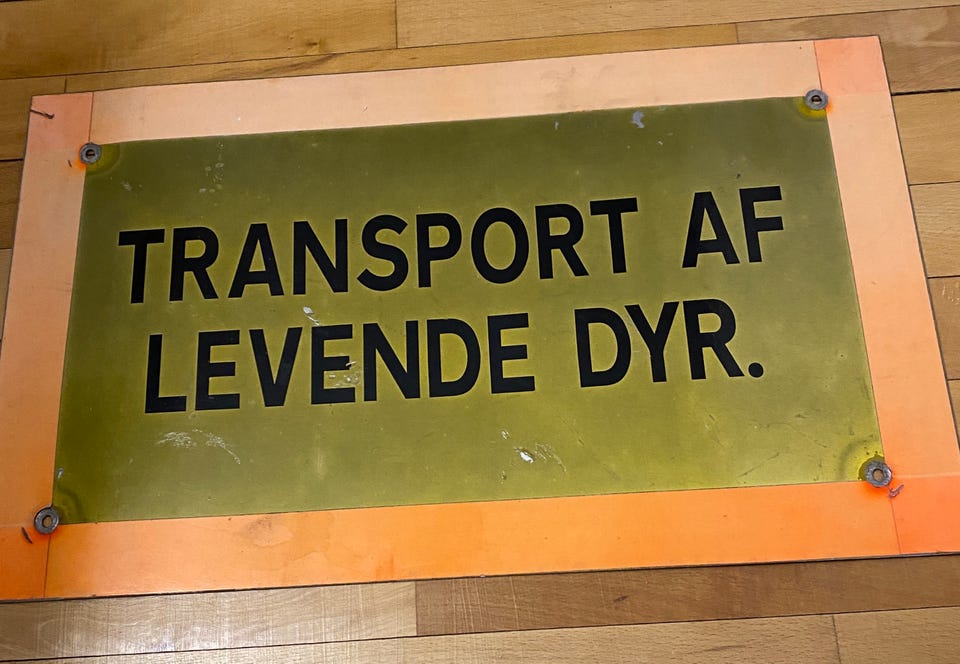 TRANSPORT AF
LEVENDE DYR.